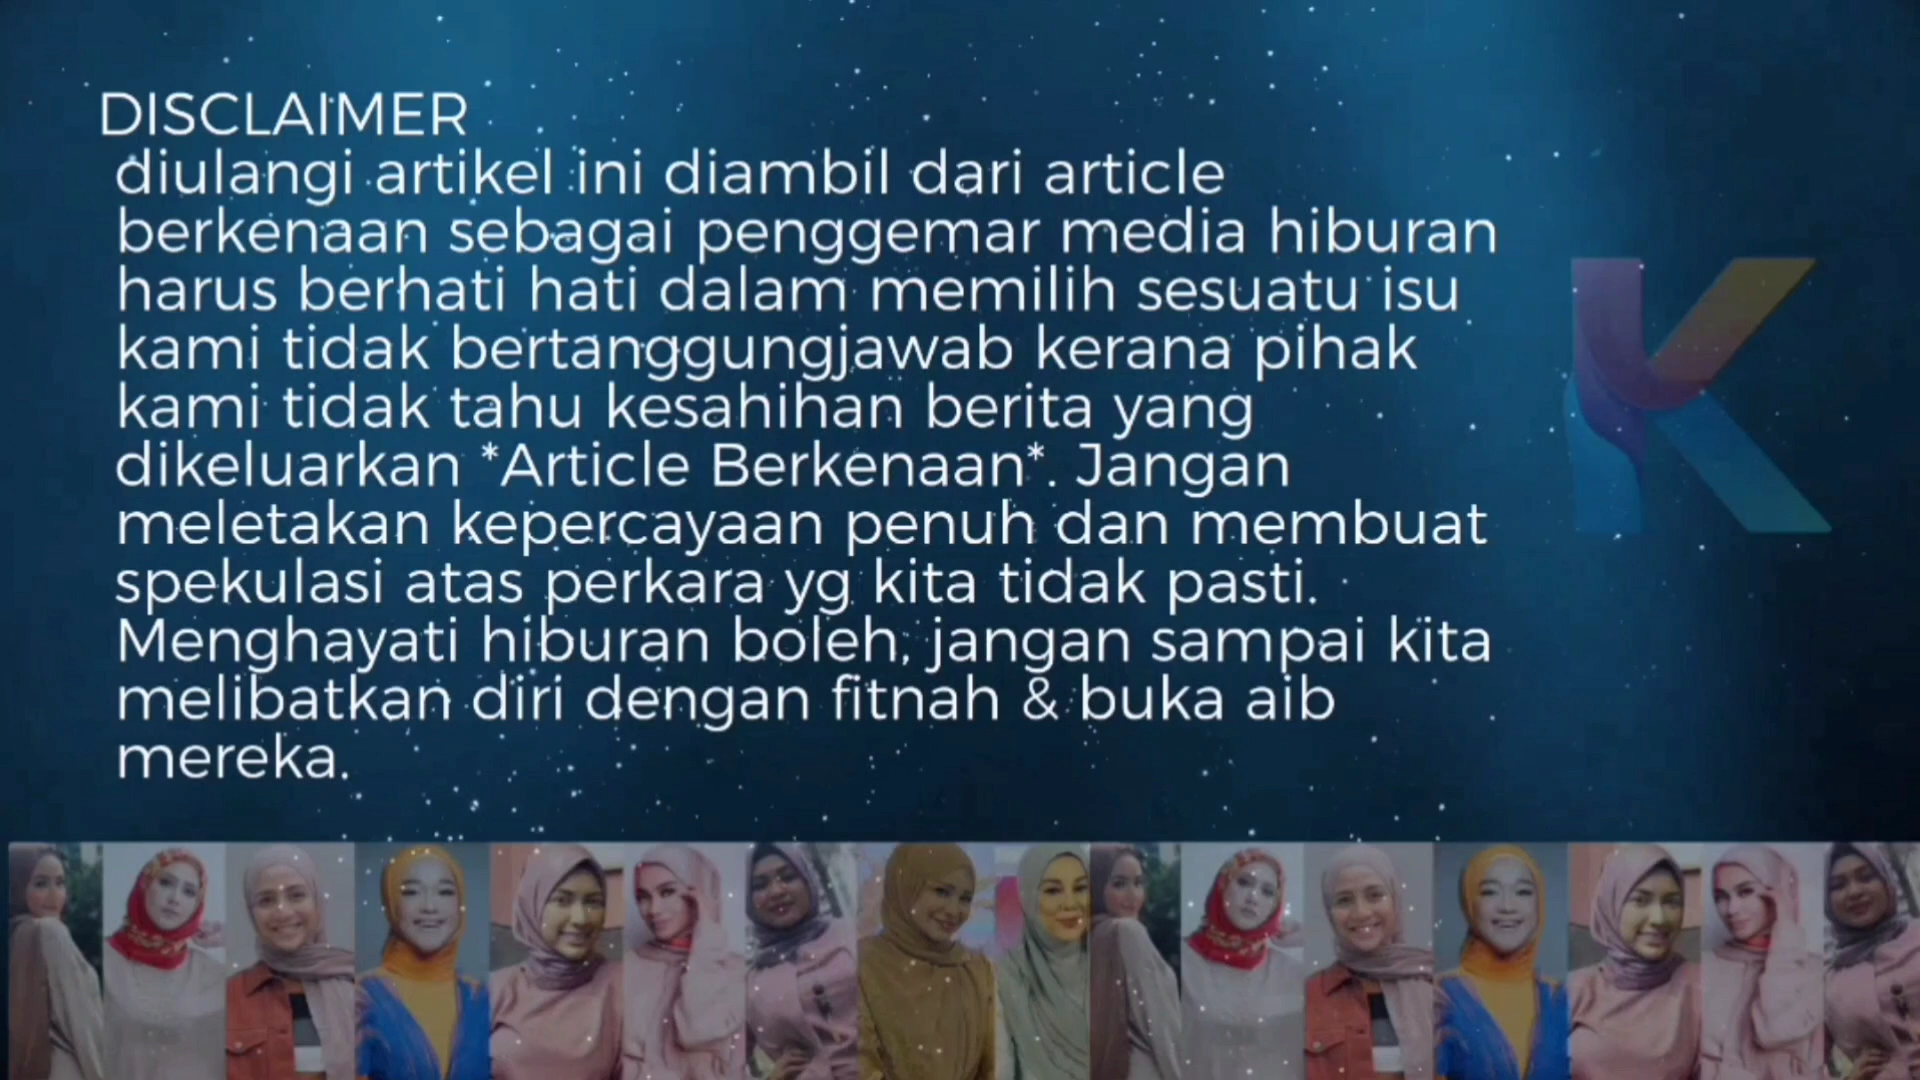 DISCLAIMER
diulangi artikel ini diambil dari article
berkenaan sebagai penggemar media hiburan
harus berhati hati dalam memilih sesuatu isu
kami tidak bertanggungjawab kerana pihak
kami tidak tahu kesahihan berita yang
dikeluarkan *Article Berkenaan*. Jangan
meletakan kepercayaan penuh dan membuat
spekulasi atas perkara yg kita tidak pasti.
Menghayati hiburan boleh, jangan sampai kita
melibatkan diri dengan fitnah & buka aib
mereka.
K